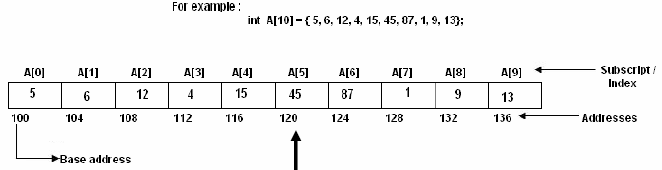 For example :
int A[10] = { 5, 6, 12, 4, 15, 45, 87, 1, 9, 13};
A[0] A[1] A[2] A[3] A[4] A[5] A[6] A[7] A[8] A[9] Subscript / Index
5 6 12 4 15 45 87 1 9 13
100 104 108 112 116 120 124 128 132 136 Addresses
Base address